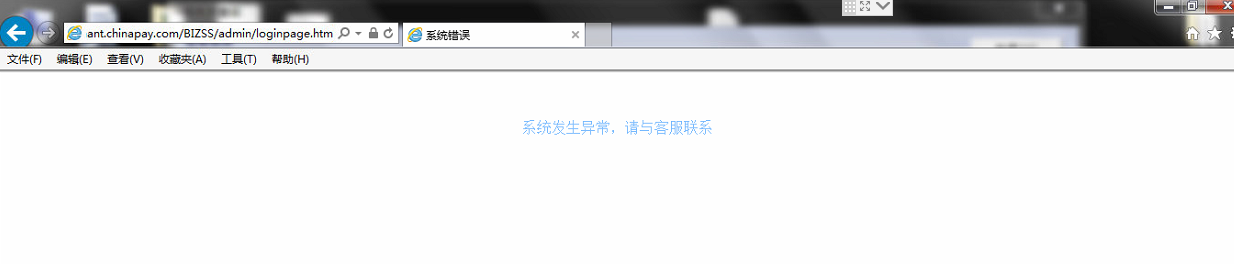 ant.chinapay.com/BIZSS/admin/loginpage.htm
系统错误
文件(F) 编辑(E) 查看(V) 收藏夹(A) 工具(T) 帮助(H)
系统发生异常，请与客服联系